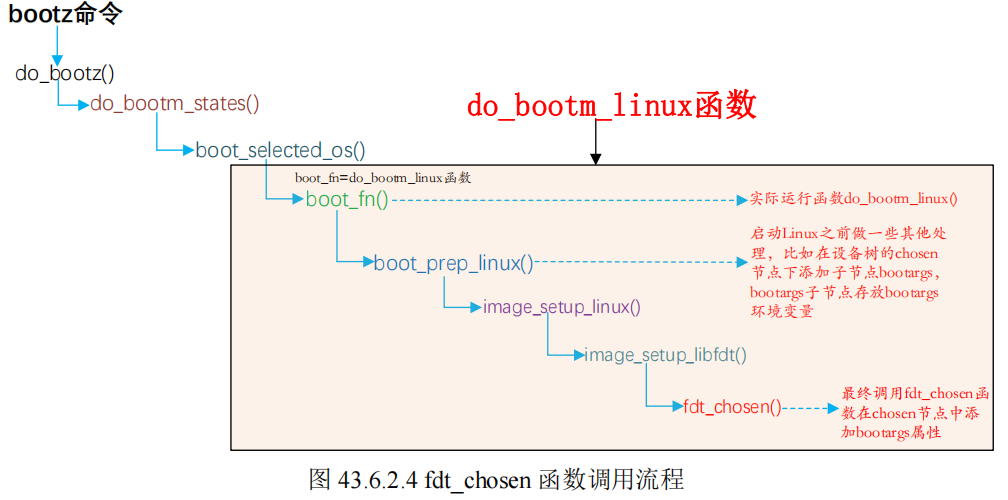 bootz命令
do_bootz()
do_bootm_states()
do_bootm_linux函数
boot_selected_os()
boot_fn=do_bootm_linux函数
boot_fn()
实际运行函数do_bootm_linux()
启动Linux之前做一些其他处
理，比如在设备树的chosen
节点下添加子节点bootargs，
bootargs子节点存放bootargs
环境变量
boot_prep_linux()
image_setup_linux()
image_setup_libfdt()
fdt_chosen()
最终调用fdt_chosen函
数在chosen节点中添
加bootargs属性
图 43.6.2.4 fdt_chosen 函数调用流程